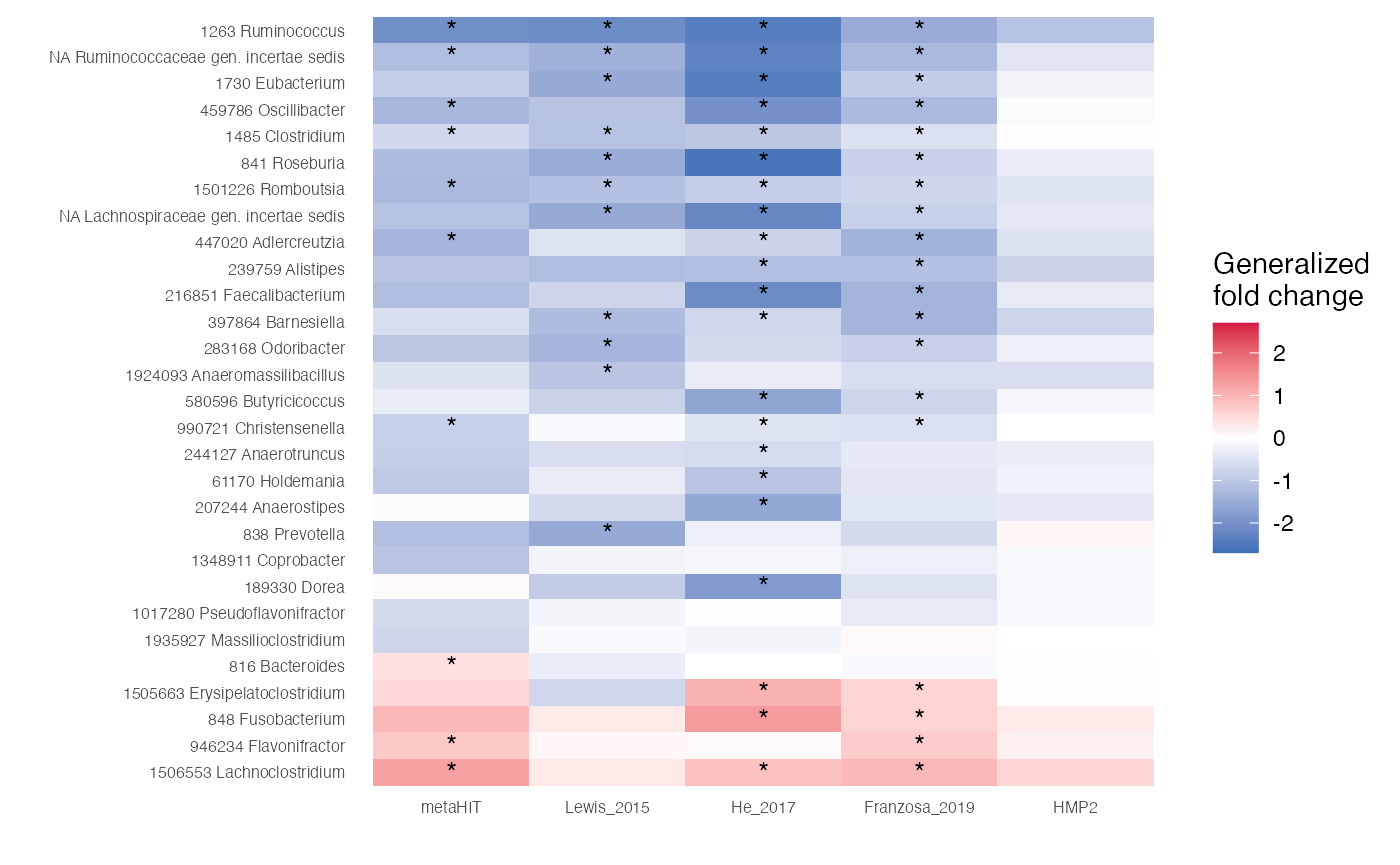 1263 Ruminococcus * * * *
NA Ruminococcaceae gen. incertae sedis * * * *
1730 Eubacterium * * *
459786 Oscillibacter * * *
1485 Clostridium * * * *
841 Roseburia * * *
1501226 Romboutsia * * * *
NA Lachnospiraceae gen. incertae sedis * * *
447020 Adlercreutzia * * *
239759 Alistipes * *
216851 Faecalibacterium * *
397864 Barnesiella * * *
283168 Odoribacter * *
1924093 Anaeromassilibacillus *
580596 Butyricicoccus * *
990721 Christensenella * * *
244127 Anaerotruncus *
61170 Holdemania *
207244 Anaerostipes *
838 Prevotella *
1348911 Coprobacter
189330 Dorea *
1017280 Pseudoflavonifractor
1935927 Massilioclostridium
816 Bacteroides *
1505663 Erysipelatoclostridium * *
848 Fusobacterium * *
946234 Flavonifractor * *
1506553 Lachnoclostridium * * *
metaHIT Lewis_2015 He_2017 Franzosa_2019 HMP2
Generalized
fold change
2
1
0
-1
-2